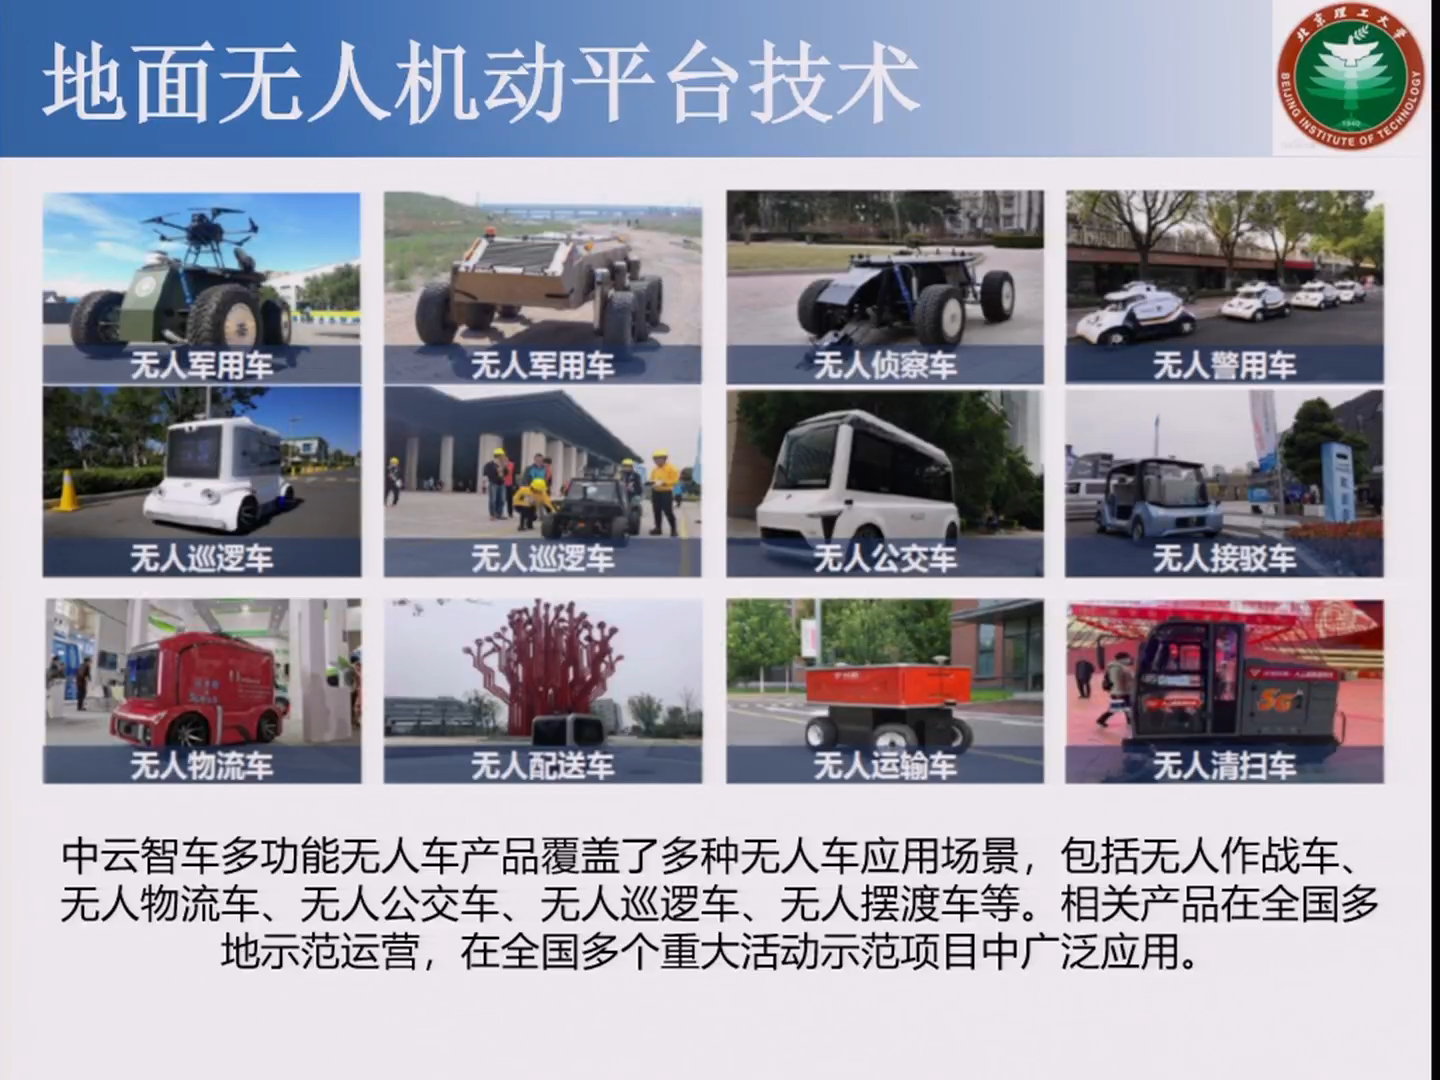 地面无人机动平台技术
北京理工大学
BEIJING INSTITUTE OF TECHNOLOGY
1940
无人军用车
无人军用车
无人侦察车
无人警用车
无人巡逻车
无人巡逻车
无人公交车
无人接驳车
无人物流车
无人配送车
无人运输车
5G
无人清扫车
中云智车多功能无人车产品覆盖了多种无人车应用场景，包括无人作战车、
无人物流车、无人公交车、无人巡逻车、无人摆渡车等。相关产品在全国多
地示范运营，在全国多个重大活动示范项目中广泛应用。